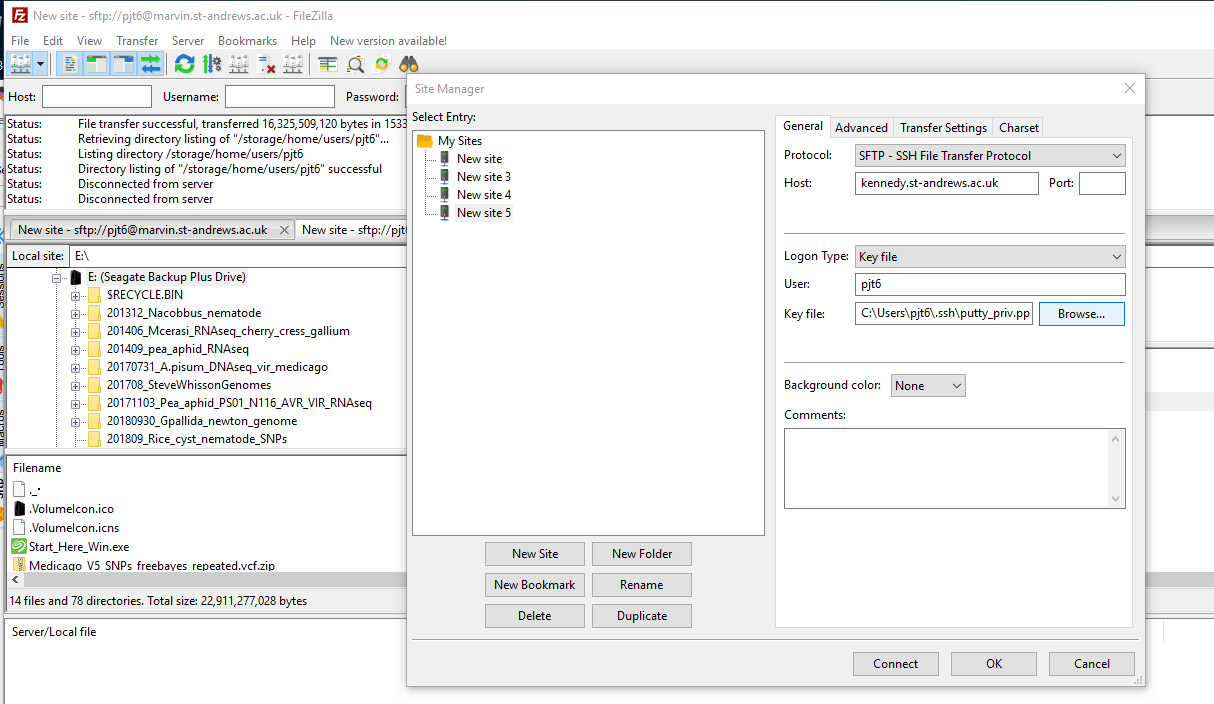 New site - sftp://pjt6@marvin.st-andrews.ac.uk - FileZilla
File Edit View Transfer Server Bookmarks Help New version available!
Host: Username: Password:
Status: File transfer successful, transferred 16,325,509,120 bytes in 1533
Status: Retrieving directory listing of "/storage/home/users/pjt6"...
Status: Listing directory /storage/home/users/pjt6
Status: Directory listing of "/storage/home/users/pjt6" successful
Status: Disconnected from server
Status: Disconnected from server
New site - sftp://pjt6@marvin.st-andrews.ac.uk New site - sftp://pjt
Local site: E:\
E: (Seagate Backup Plus Drive)
$RECYCLE.BIN
201312_Nacobbus_nematode
201406_Mcerasi_RNAseq_cherry_cress_gallium
201409_pea_aphid_RNAseq
20170731_A.pisum_DNAseq_vir_medicago
201708_SteveWhissonGenomes
20171103_Pea_aphid_PS01_N116_AVR_VIR_RNAseq
20180930_Gpallida_newton_genome
201809_Rice_cyst_nematode_SNPs
Filename
._.
.VolumeIcon.ico
.VolumeIcon.icns
Start_Here_Win.exe
Medicago_V5_SNPs_freebayes_repeated.vcf.zip
14 files and 78 directories. Total size: 22,911,277,028 bytes
Server/Local file
Site Manager
Select Entry:
My Sites
New site
New site 3
New site 4
New site 5
New Site New Folder
New Bookmark Rename
Delete Duplicate
General Advanced Transfer Settings Charset
Protocol: SFTP - SSH File Transfer Protocol
Host: kennedy.st-andrews.ac.uk Port:
Logon Type: Key file
User: pjt6
Key file: C:\Users\pjt6\.ssh\putty_priv.pp Browse...
Background color: None
Comments:
Connect OK Cancel